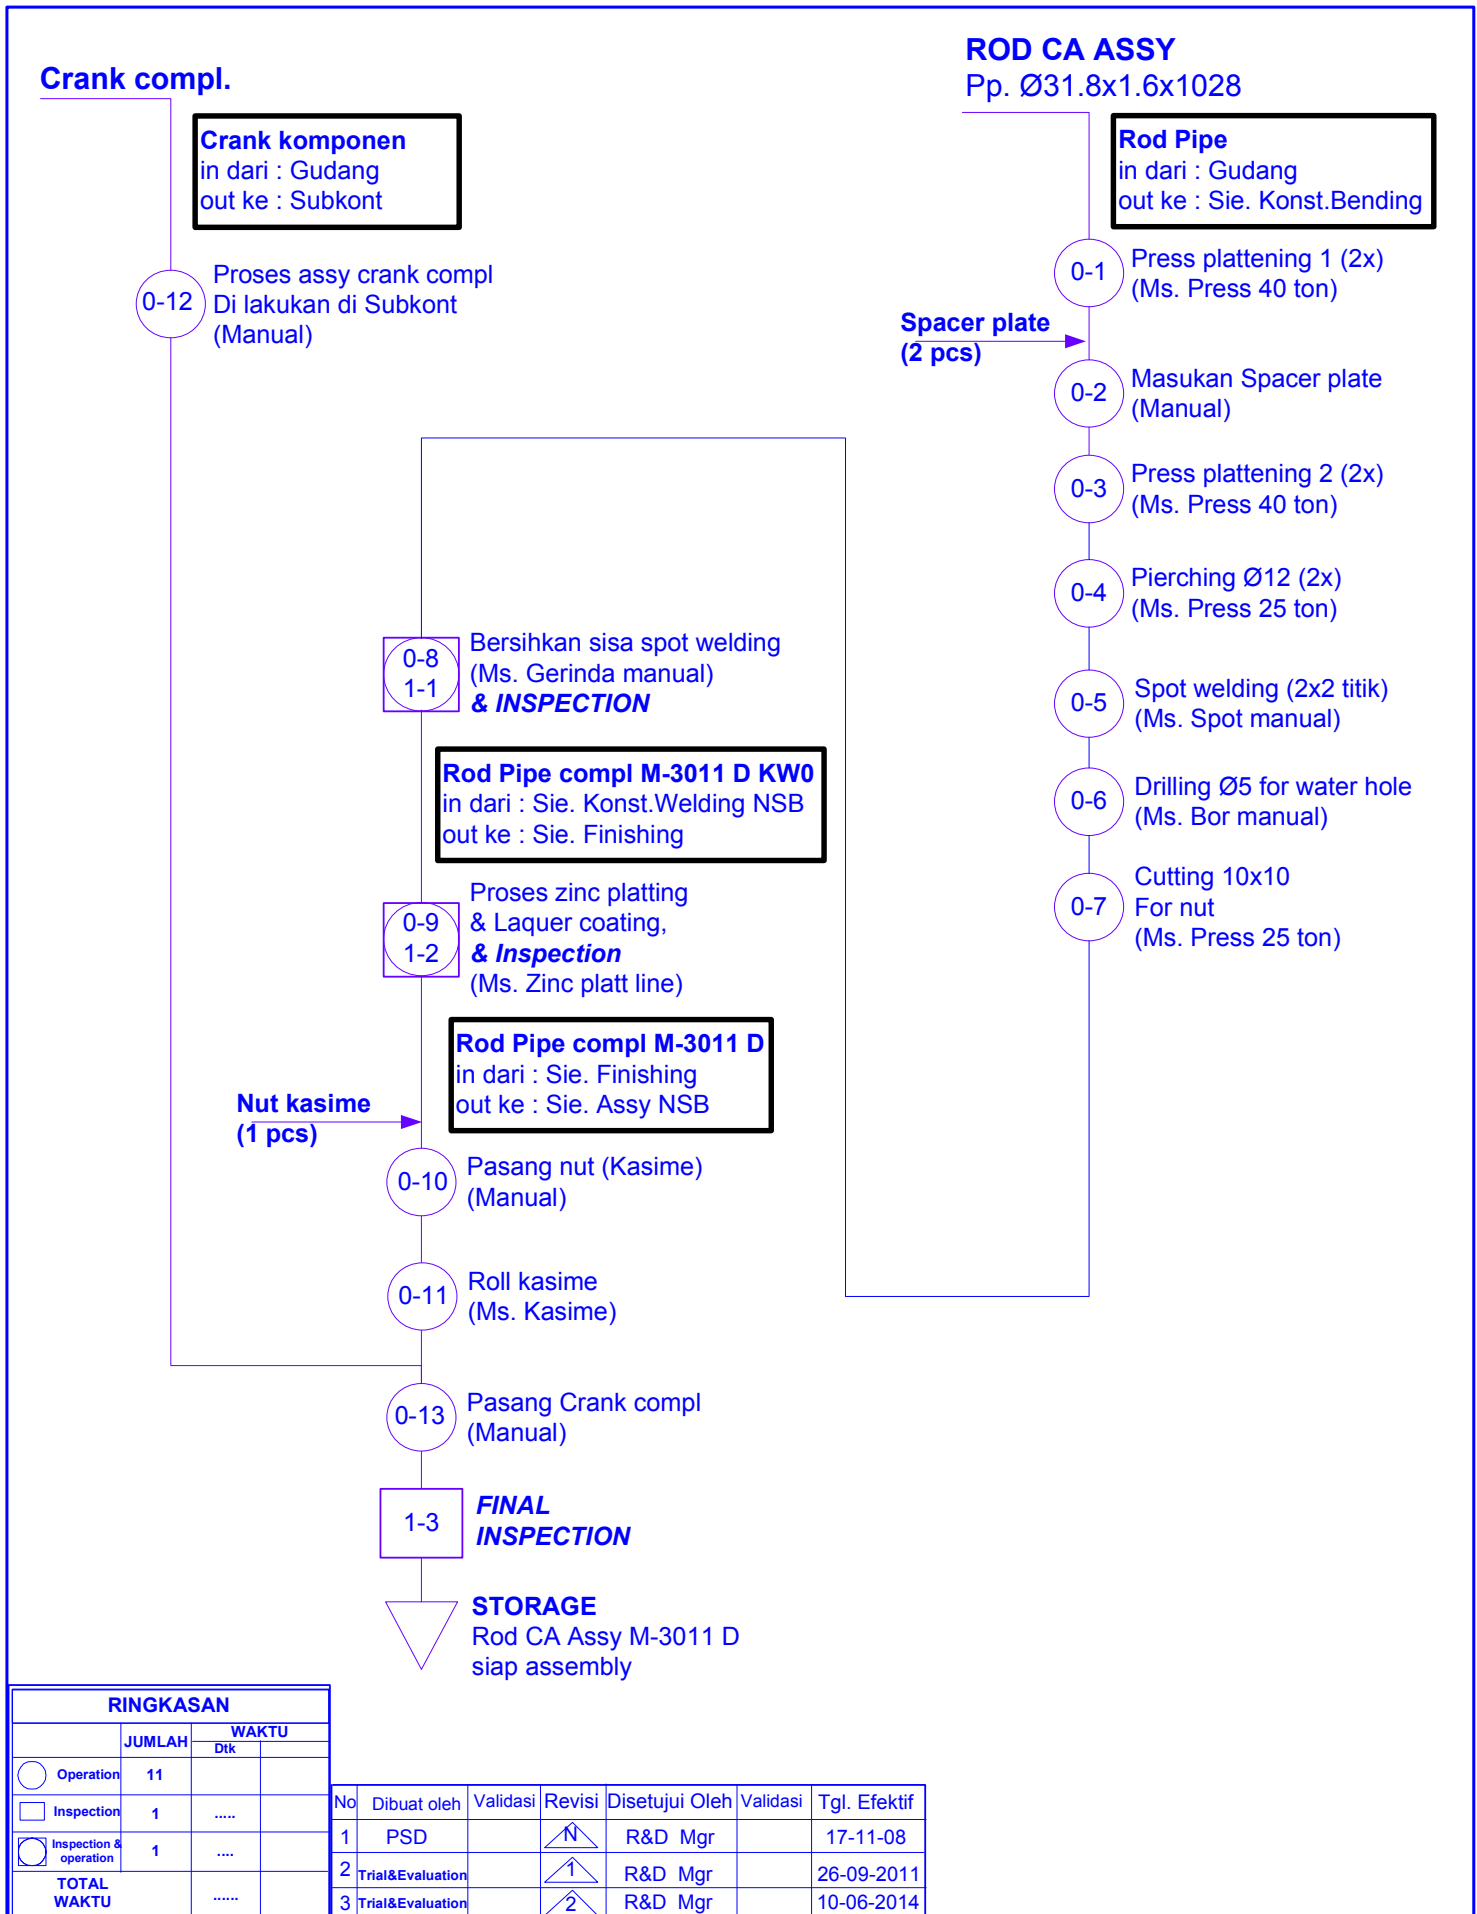 Crank compl.
Crank komponen
in dari : Gudang
out ke : Subkont
0-12
Proses assy crank compl
Di lakukan di Subkont
(Manual)
ROD CA ASSY
Pp. Ø31.8x1.6x1028
Rod Pipe
in dari : Gudang
out ke : Sie. Konst.Bending
0-1
Press plattening 1 (2x)
(Ms. Press 40 ton)
Spacer plate
(2 pcs)
0-2
Masukan Spacer plate
(Manual)
0-3
Press plattening 2 (2x)
(Ms. Press 40 ton)
0-4
Pierching Ø12 (2x)
(Ms. Press 25 ton)
0-5
Spot welding (2x2 titik)
(Ms. Spot manual)
0-6
Drilling Ø5 for water hole
(Ms. Bor manual)
0-7
Cutting 10x10
For nut
(Ms. Press 25 ton)
0-8
1-1
Bersihkan sisa spot welding
(Ms. Gerinda manual)
& INSPECTION
Rod Pipe compl M-3011 D KW0
in dari : Sie. Konst.Welding NSB
out ke : Sie. Finishing
0-9
1-2
Proses zinc platting
& Laquer coating,
& Inspection
(Ms. Zinc platt line)
Rod Pipe compl M-3011 D
in dari : Sie. Finishing
out ke : Sie. Assy NSB
Nut kasime
(1 pcs)
0-10
Pasang nut (Kasime)
(Manual)
0-11
Roll kasime
(Ms. Kasime)
0-13
Pasang Crank compl
(Manual)
1-3
FINAL
INSPECTION
STORAGE
Rod CA Assy M-3011 D
siap assembly
RINGKASAN
JUMLAH WAKTU
Dtk
Operation 11
Inspection 1 .....
Inspection &
operation 1 ....
TOTAL
WAKTU ......
No Dibuat oleh Validasi Revisi Disetujui Oleh Validasi Tgl. Efektif
1 PSD N R&D Mgr 17-11-08
2 Trial&Evaluation 1 R&D Mgr 26-09-2011
3 Trial&Evaluation 2 R&D Mgr 10-06-2014